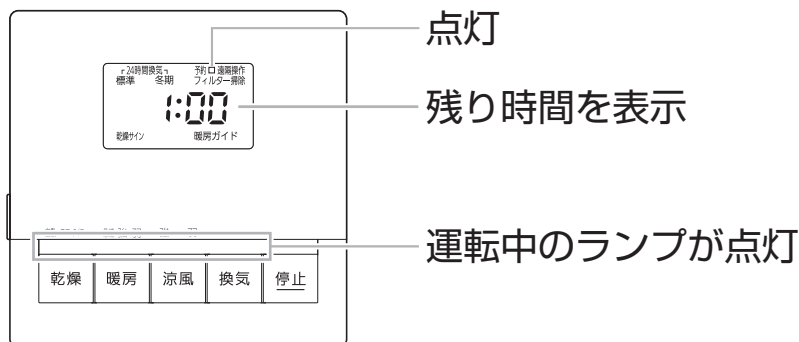 点灯
┌24時間換気┐ 予約 遠隔操作
標準 冬期 フィルター掃除
1:00
残り時間を表示
乾燥サイン 暖房ガイド
運転中のランプが点灯
乾燥 暖房 涼風 換気 停止